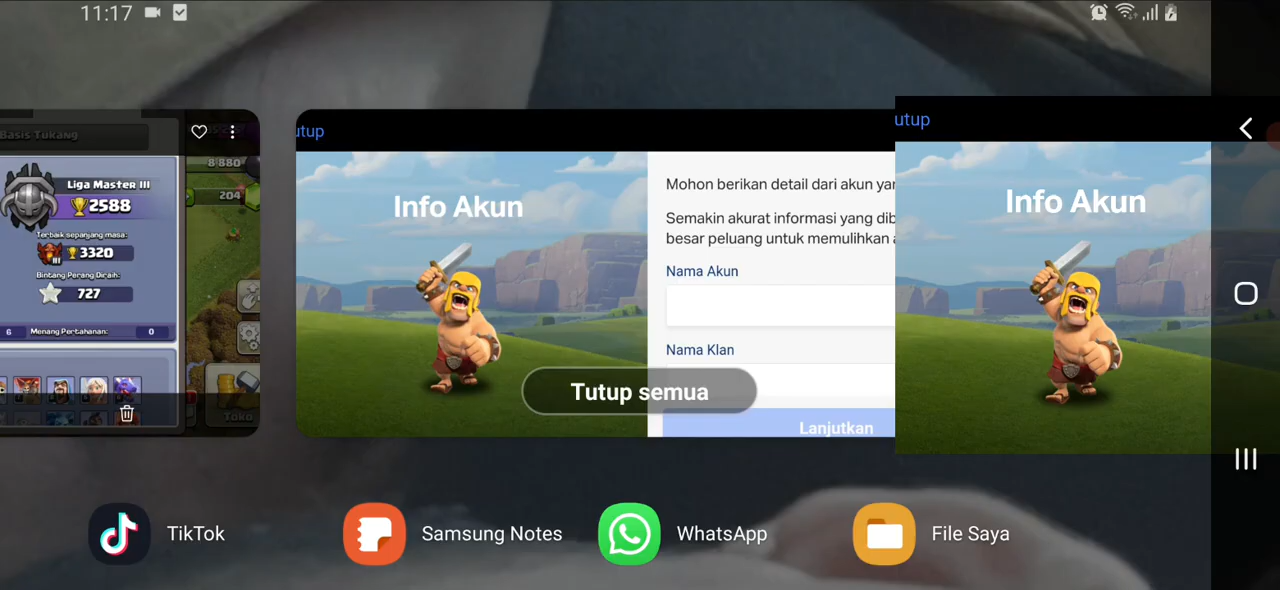 11:17
Basis Tukang
Liga Master III
2588
Terbaik sepanjang masa:
3320
Bintang Perang Diraih:
727
6 Menang Pertahanan: 0
8 880
204
Toko
utup
Info Akun
Mohon berikan detail dari akun yan
Semakin akurat informasi yang dib
besar peluang untuk memulihkan a
Nama Akun
Nama Klan
Lanjutkan
utup
Info Akun
Tutup semua
TikTok
Samsung Notes
WhatsApp
File Saya